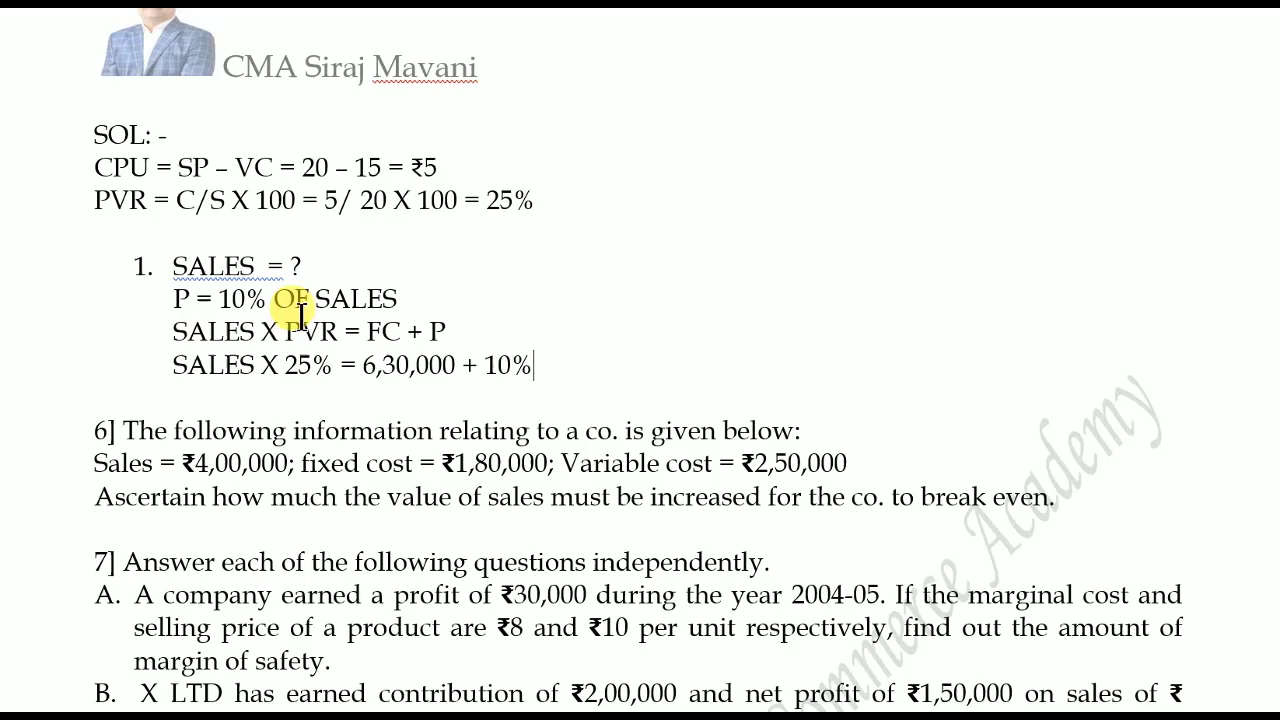 CMA Siraj Mavani
SOL: -
CPU = SP – VC = 20 – 15 = ₹5
PVR = C/S X 100 = 5/ 20 X 100 = 25%
1. SALES = ?
P = 10% OF SALES
SALES X PVR = FC + P
SALES X 25% = 6,30,000 + 10%
6] The following information relating to a co. is given below:
Sales = ₹4,00,000; fixed cost = ₹1,80,000; Variable cost = ₹2,50,000
Ascertain how much the value of sales must be increased for the co. to break even.
7] Answer each of the following questions independently.
A. A company earned a profit of ₹30,000 during the year 2004-05. If the marginal cost and
selling price of a product are ₹8 and ₹10 per unit respectively, find out the amount of
margin of safety.
B. X LTD has earned contribution of ₹2,00,000 and net profit of ₹1,50,000 on sales of ₹
Commerce Academy